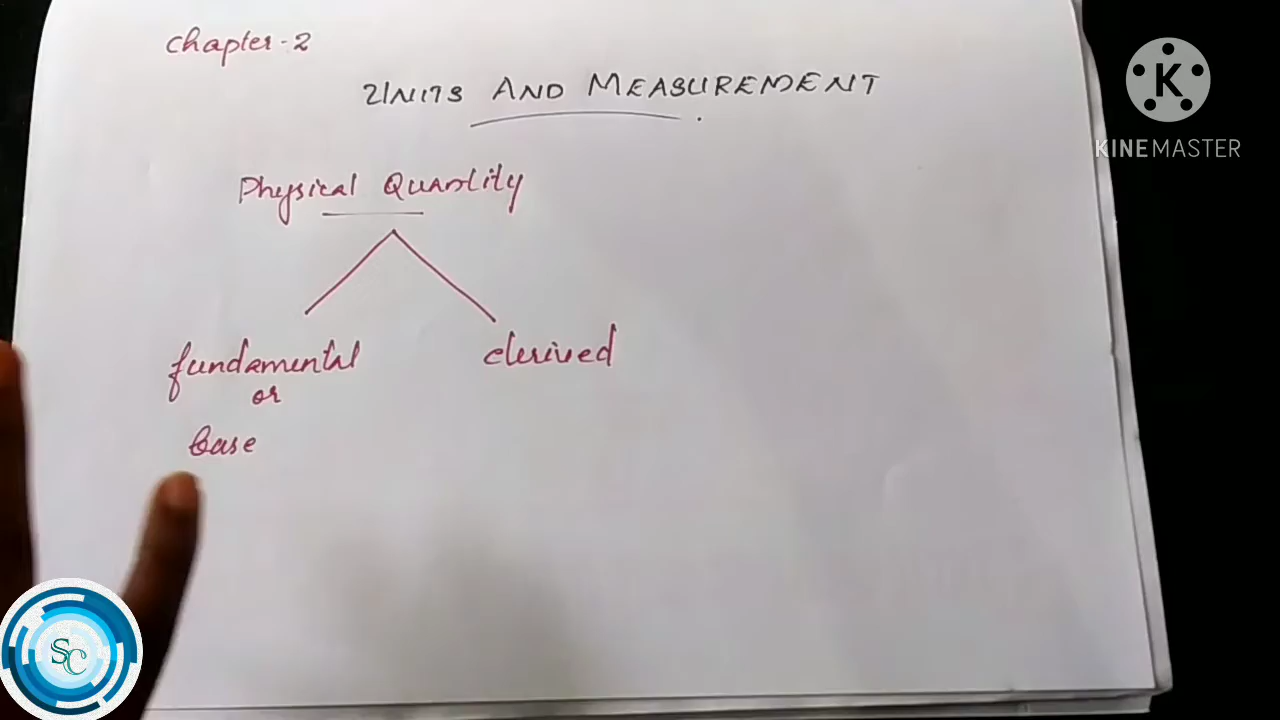 Chapter-2
UNITS AND MEASUREMENT
Physical Quantity
fundamental
derived
or
base
KINEMASTER
K
SC